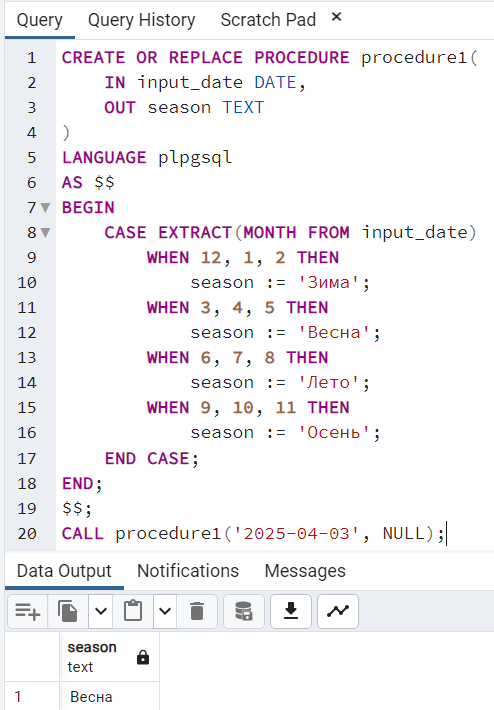 Query Query History Scratch Pad ×
1 CREATE OR REPLACE PROCEDURE procedure1(
2 IN input_date DATE,
3 OUT season TEXT
4 )
5 LANGUAGE plpgsql
6 AS $$
7 BEGIN
8 CASE EXTRACT(MONTH FROM input_date)
9 WHEN 12, 1, 2 THEN
10 season := 'Зима';
11 WHEN 3, 4, 5 THEN
12 season := 'Весна';
13 WHEN 6, 7, 8 THEN
14 season := 'Лето';
15 WHEN 9, 10, 11 THEN
16 season := 'Осень';
17 END CASE;
18 END;
19 $$;
20 CALL procedure1('2025-04-03', NULL);
Data Output Notifications Messages
season
text
1 Весна